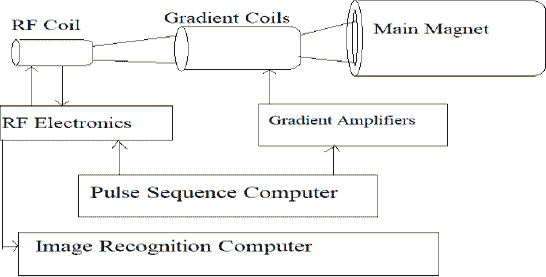 RF Coil
Gradient Coils
Main Magnet
RF Electronics
Gradient Amplifiers
Pulse Sequence Computer
Image Recognition Computer